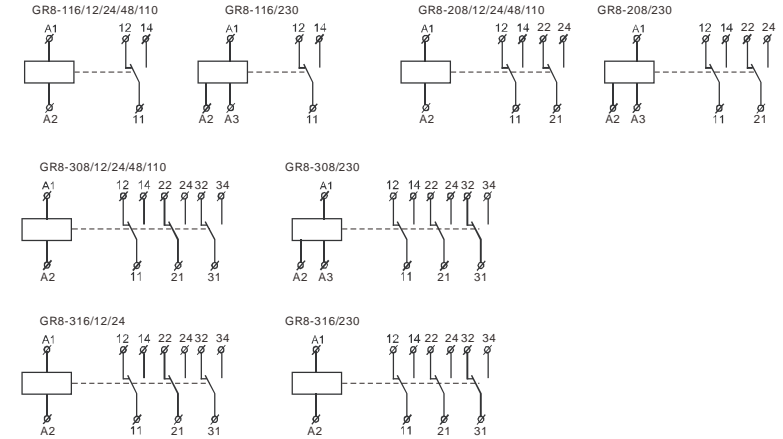 GR8-116/12/24/48/110 GR8-116/230 GR8-208/12/24/48/110 GR8-208/230
A1 12 14 A1 12 14 A1 12 14 22 24 A1 12 14 22 24
A2 11 A2 A3 11 A2 11 21 A2 A3 11 21
GR8-308/12/24/48/110 GR8-308/230
A1 12 14 22 24 32 34 A1 12 14 22 24 32 34
A2 11 21 31 A2 A3 11 21 31
GR8-316/12/24 GR8-316/230
A1 12 14 22 24 32 34 A1 12 14 22 24 32 34
A2 11 21 31 A2 11 21 31